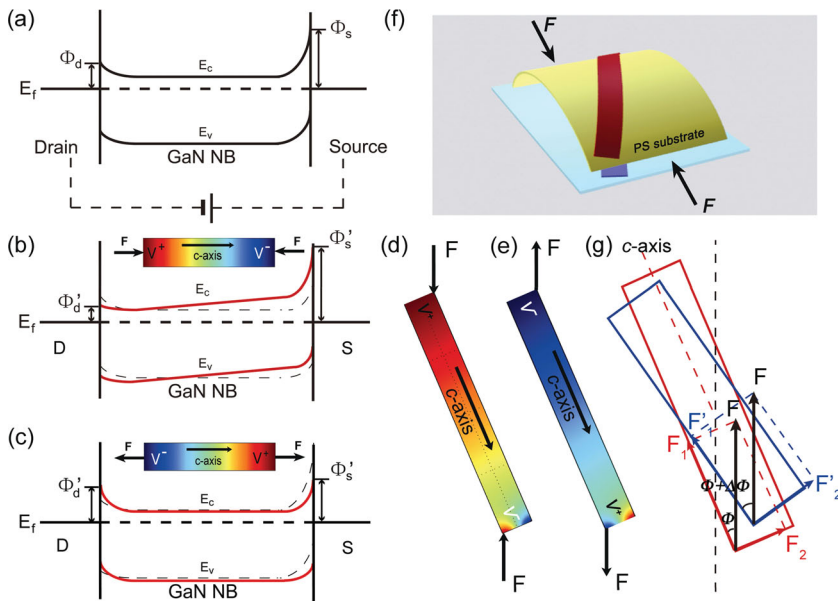 (a)
Φs
Φd
Ec
Ef
Ev
Drain
Source
GaN NB
(b)
F
V+
c-axis
V-
F
Φs'
Φd'
Ec
Ef
D
S
Ev
GaN NB
(c)
F
V-
c-axis
V+
F
Φd'
Φs'
Ec
Ef
D
S
Ev
GaN NB
(f)
F
PS substrate
F
(d)
F
V+
c-axis
V-
F
(e)
F
V-
c-axis
V+
F
(g)
c-axis
F
F'1
F
F1
Φ+ΔΦ
F'2
Φ
F2